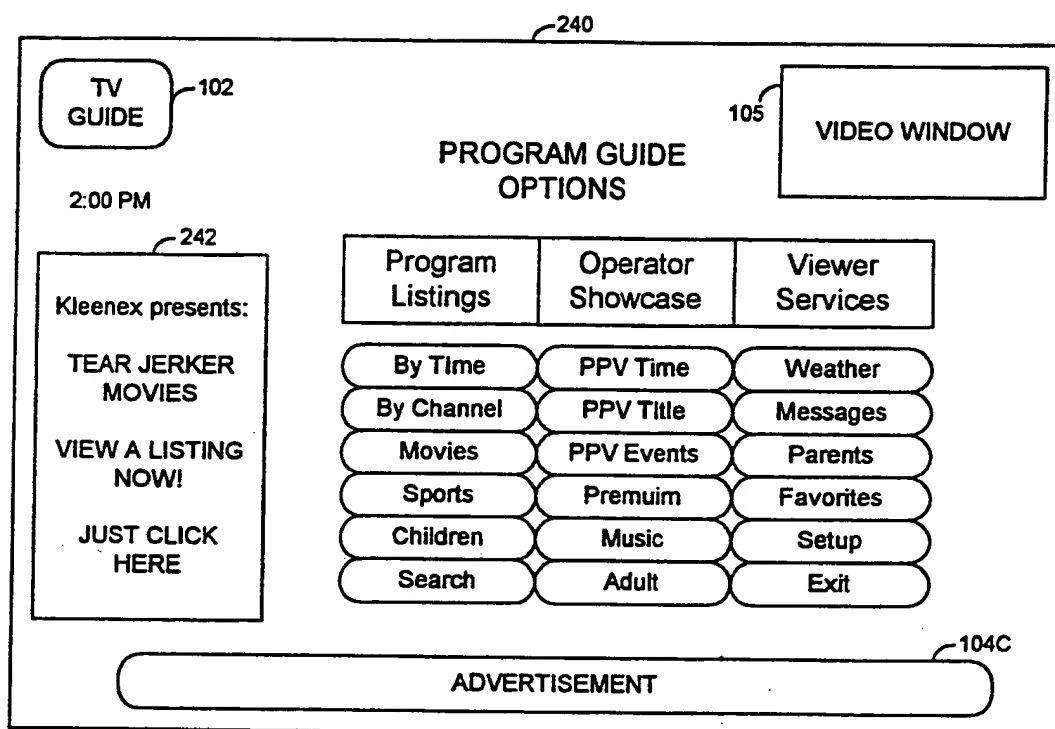 240
TV
GUIDE
102
105
VIDEO WINDOW
PROGRAM GUIDE
OPTIONS
2:00 PM
242
Kleenex presents:
TEAR JERKER
MOVIES
VIEW A LISTING
NOW!
JUST CLICK
HERE
Program
Listings
Operator
Showcase
Viewer
Services
By Time
PPV Time
Weather
By Channel
PPV Title
Messages
Movies
PPV Events
Parents
Sports
Premuim
Favorites
Children
Music
Setup
Search
Adult
Exit
104C
ADVERTISEMENT